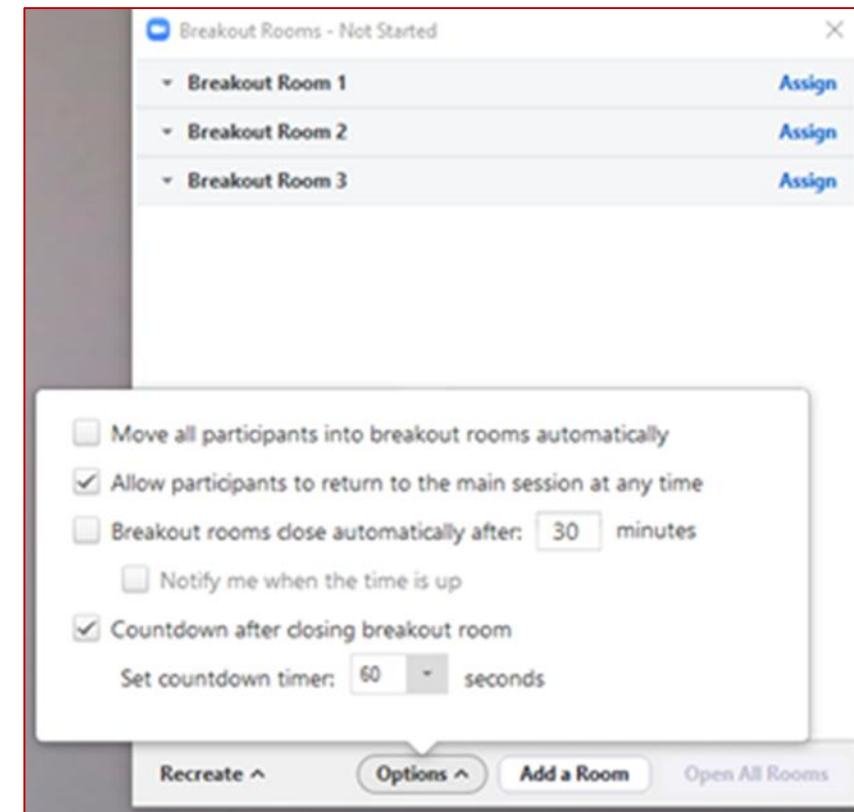 Breakout Rooms - Not Started
Breakout Room 1 Assign
Breakout Room 2 Assign
Breakout Room 3 Assign
Move all participants into breakout rooms automatically
Allow participants to return to the main session at any time
Breakout rooms close automatically after: 30 minutes
Notify me when the time is up
Countdown after closing breakout room
Set countdown timer: 60 seconds
Recreate Options Add a Room Open All Rooms